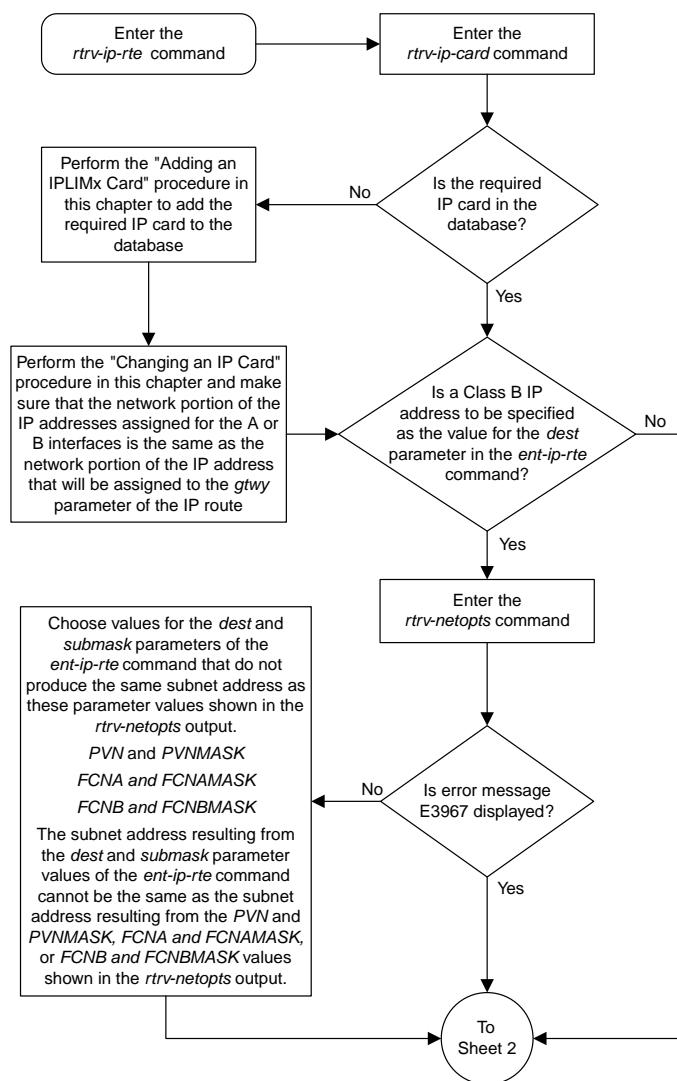 Enter the
rtrv-ip-rte command
Enter the
rtrv-ip-card command
Perform the "Adding an
IPLIMx Card" procedure in
this chapter to add the
required IP card to the
database
No
Is the required
IP card in the
database?
Yes
Perform the "Changing an IP Card"
procedure in this chapter and make
sure that the network portion of the
IP addresses assigned for the A or
B interfaces is the same as the
network portion of the IP address
that will be assigned to the gtwy
parameter of the IP route
Is a Class B IP
address to be specified
as the value for the dest
parameter in the ent-ip-rte
command?
No
Yes
Enter the
rtrv-netopts command
Choose values for the dest and
submask parameters of the
ent-ip-rte command that do not
produce the same subnet address as
these parameter values shown in the
rtrv-netopts output.
PVN and PVNMASK
FCNA and FCNAMASK
FCNB and FCNBMASK
The subnet address resulting from
the dest and submask parameter
values of the ent-ip-rte command
cannot be the same as the subnet
address resulting from the PVN and
PVNMASK, FCNA and FCNAMASK,
or FCNB and FCNBMASK values
shown in the rtrv-netopts output.
No
Is error message
E3967 displayed?
Yes
To
Sheet 2